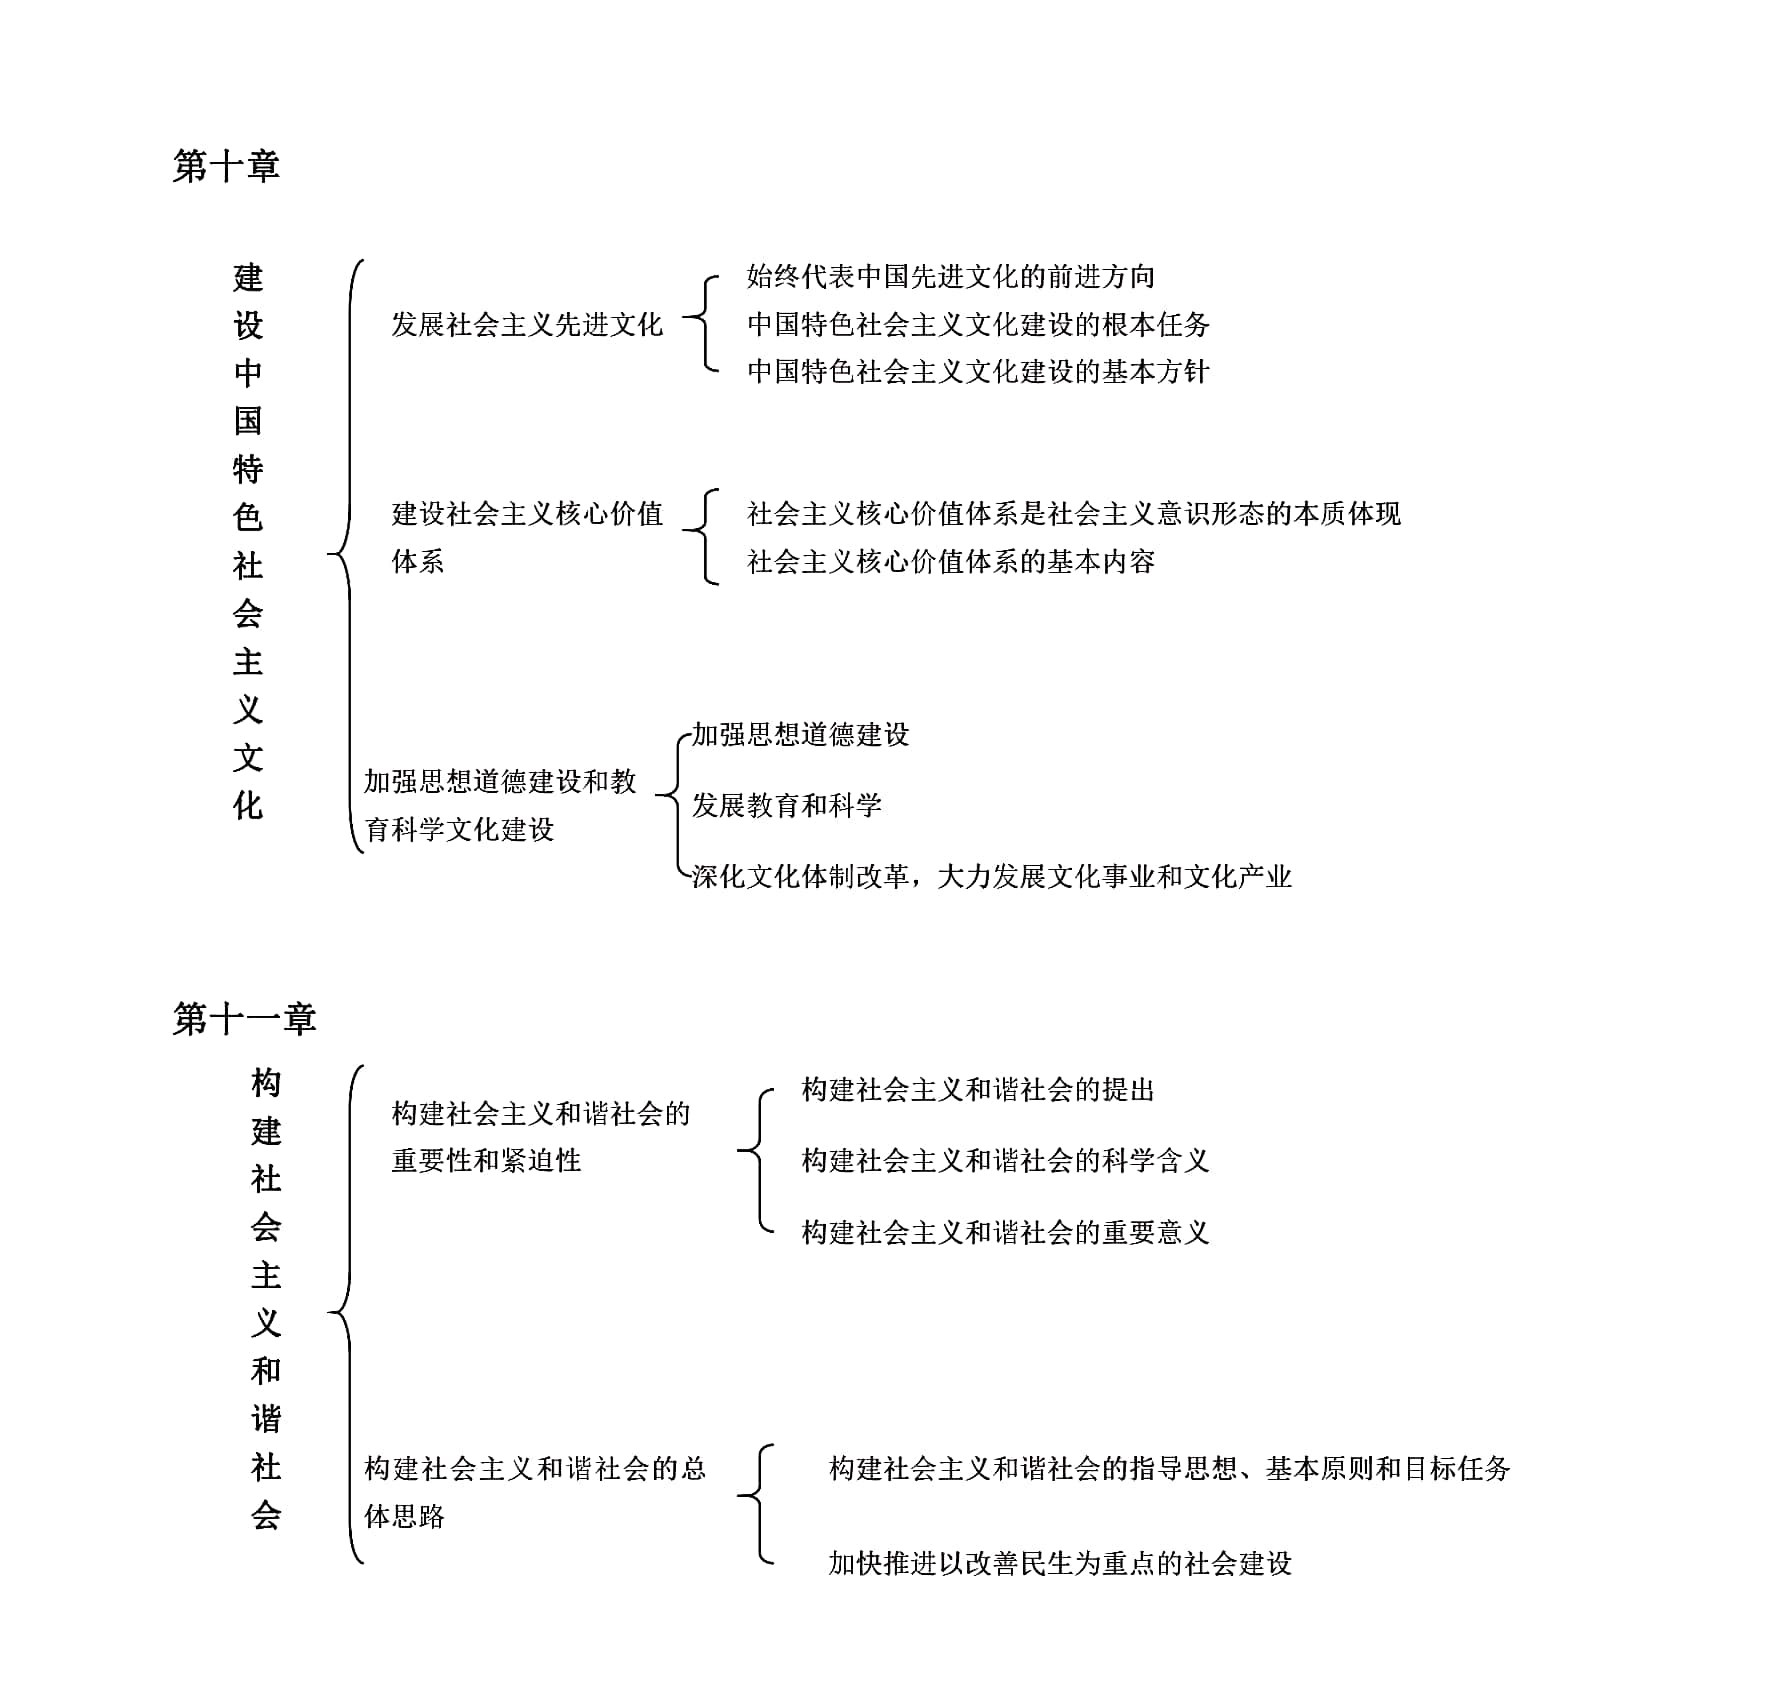 第十章
建设中国特色社会主义文化
发展社会主义先进文化
始终代表中国先进文化的前进方向
中国特色社会主义文化建设的根本任务
中国特色社会主义文化建设的基本方针
建设社会主义核心价值
体系
社会主义核心价值体系是社会主义意识形态的本质体现
社会主义核心价值体系的基本内容
加强思想道德建设和教
育科学文化建设
加强思想道德建设
发展教育和科学
深化文化体制改革，大力发展文化事业和文化产业
第十一章
构建社会主义和谐社会
构建社会主义和谐社会的
重要性和紧迫性
构建社会主义和谐社会的提出
构建社会主义和谐社会的科学含义
构建社会主义和谐社会的重要意义
构建社会主义和谐社会的总
体思路
构建社会主义和谐社会的指导思想、基本原则和目标任务
加快推进以改善民生为重点的社会建设